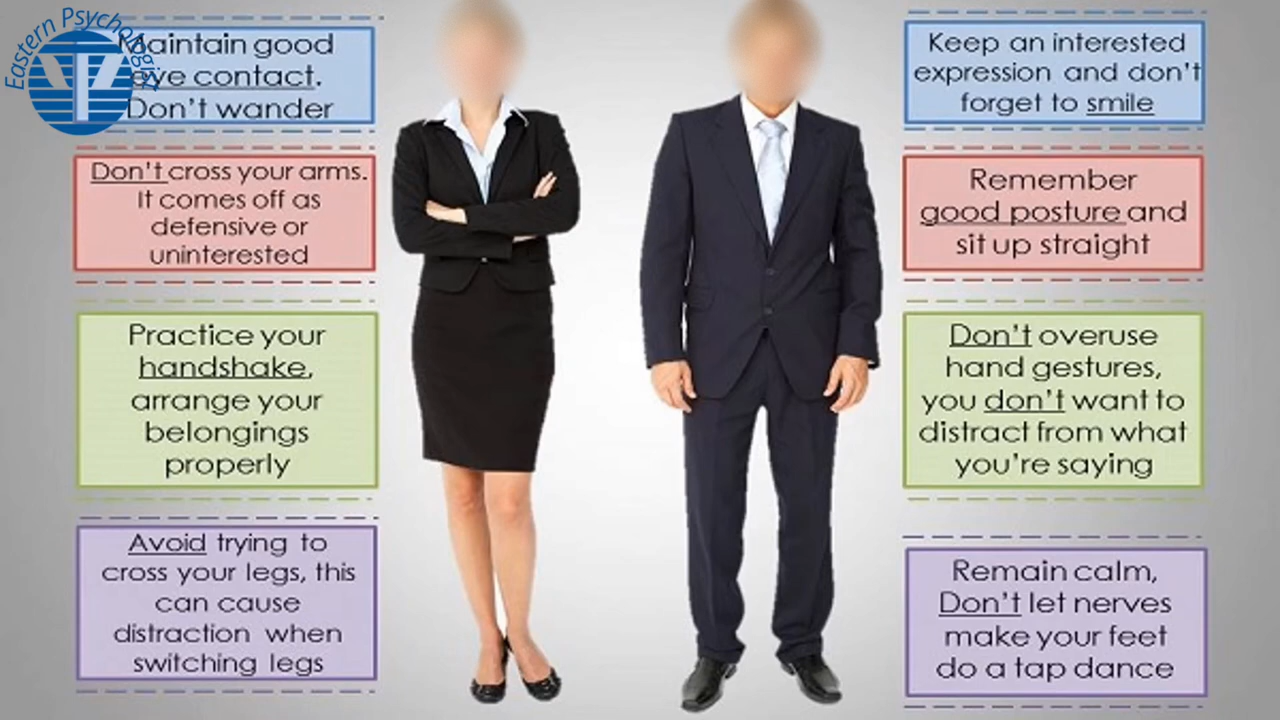 Eastern Psychologist
Maintain good
eye contact.
Don't wander
Don't cross your arms.
It comes off as
defensive or
uninterested
Practice your
handshake,
arrange your
belongings
properly
Avoid trying to
cross your legs, this
can cause
distraction when
switching legs
Keep an interested
expression and don't
forget to smile
Remember
good posture and
sit up straight
Don't overuse
hand gestures,
you don't want to
distract from what
you're saying
Remain calm,
Don't let nerves
make your feet
do a tap dance